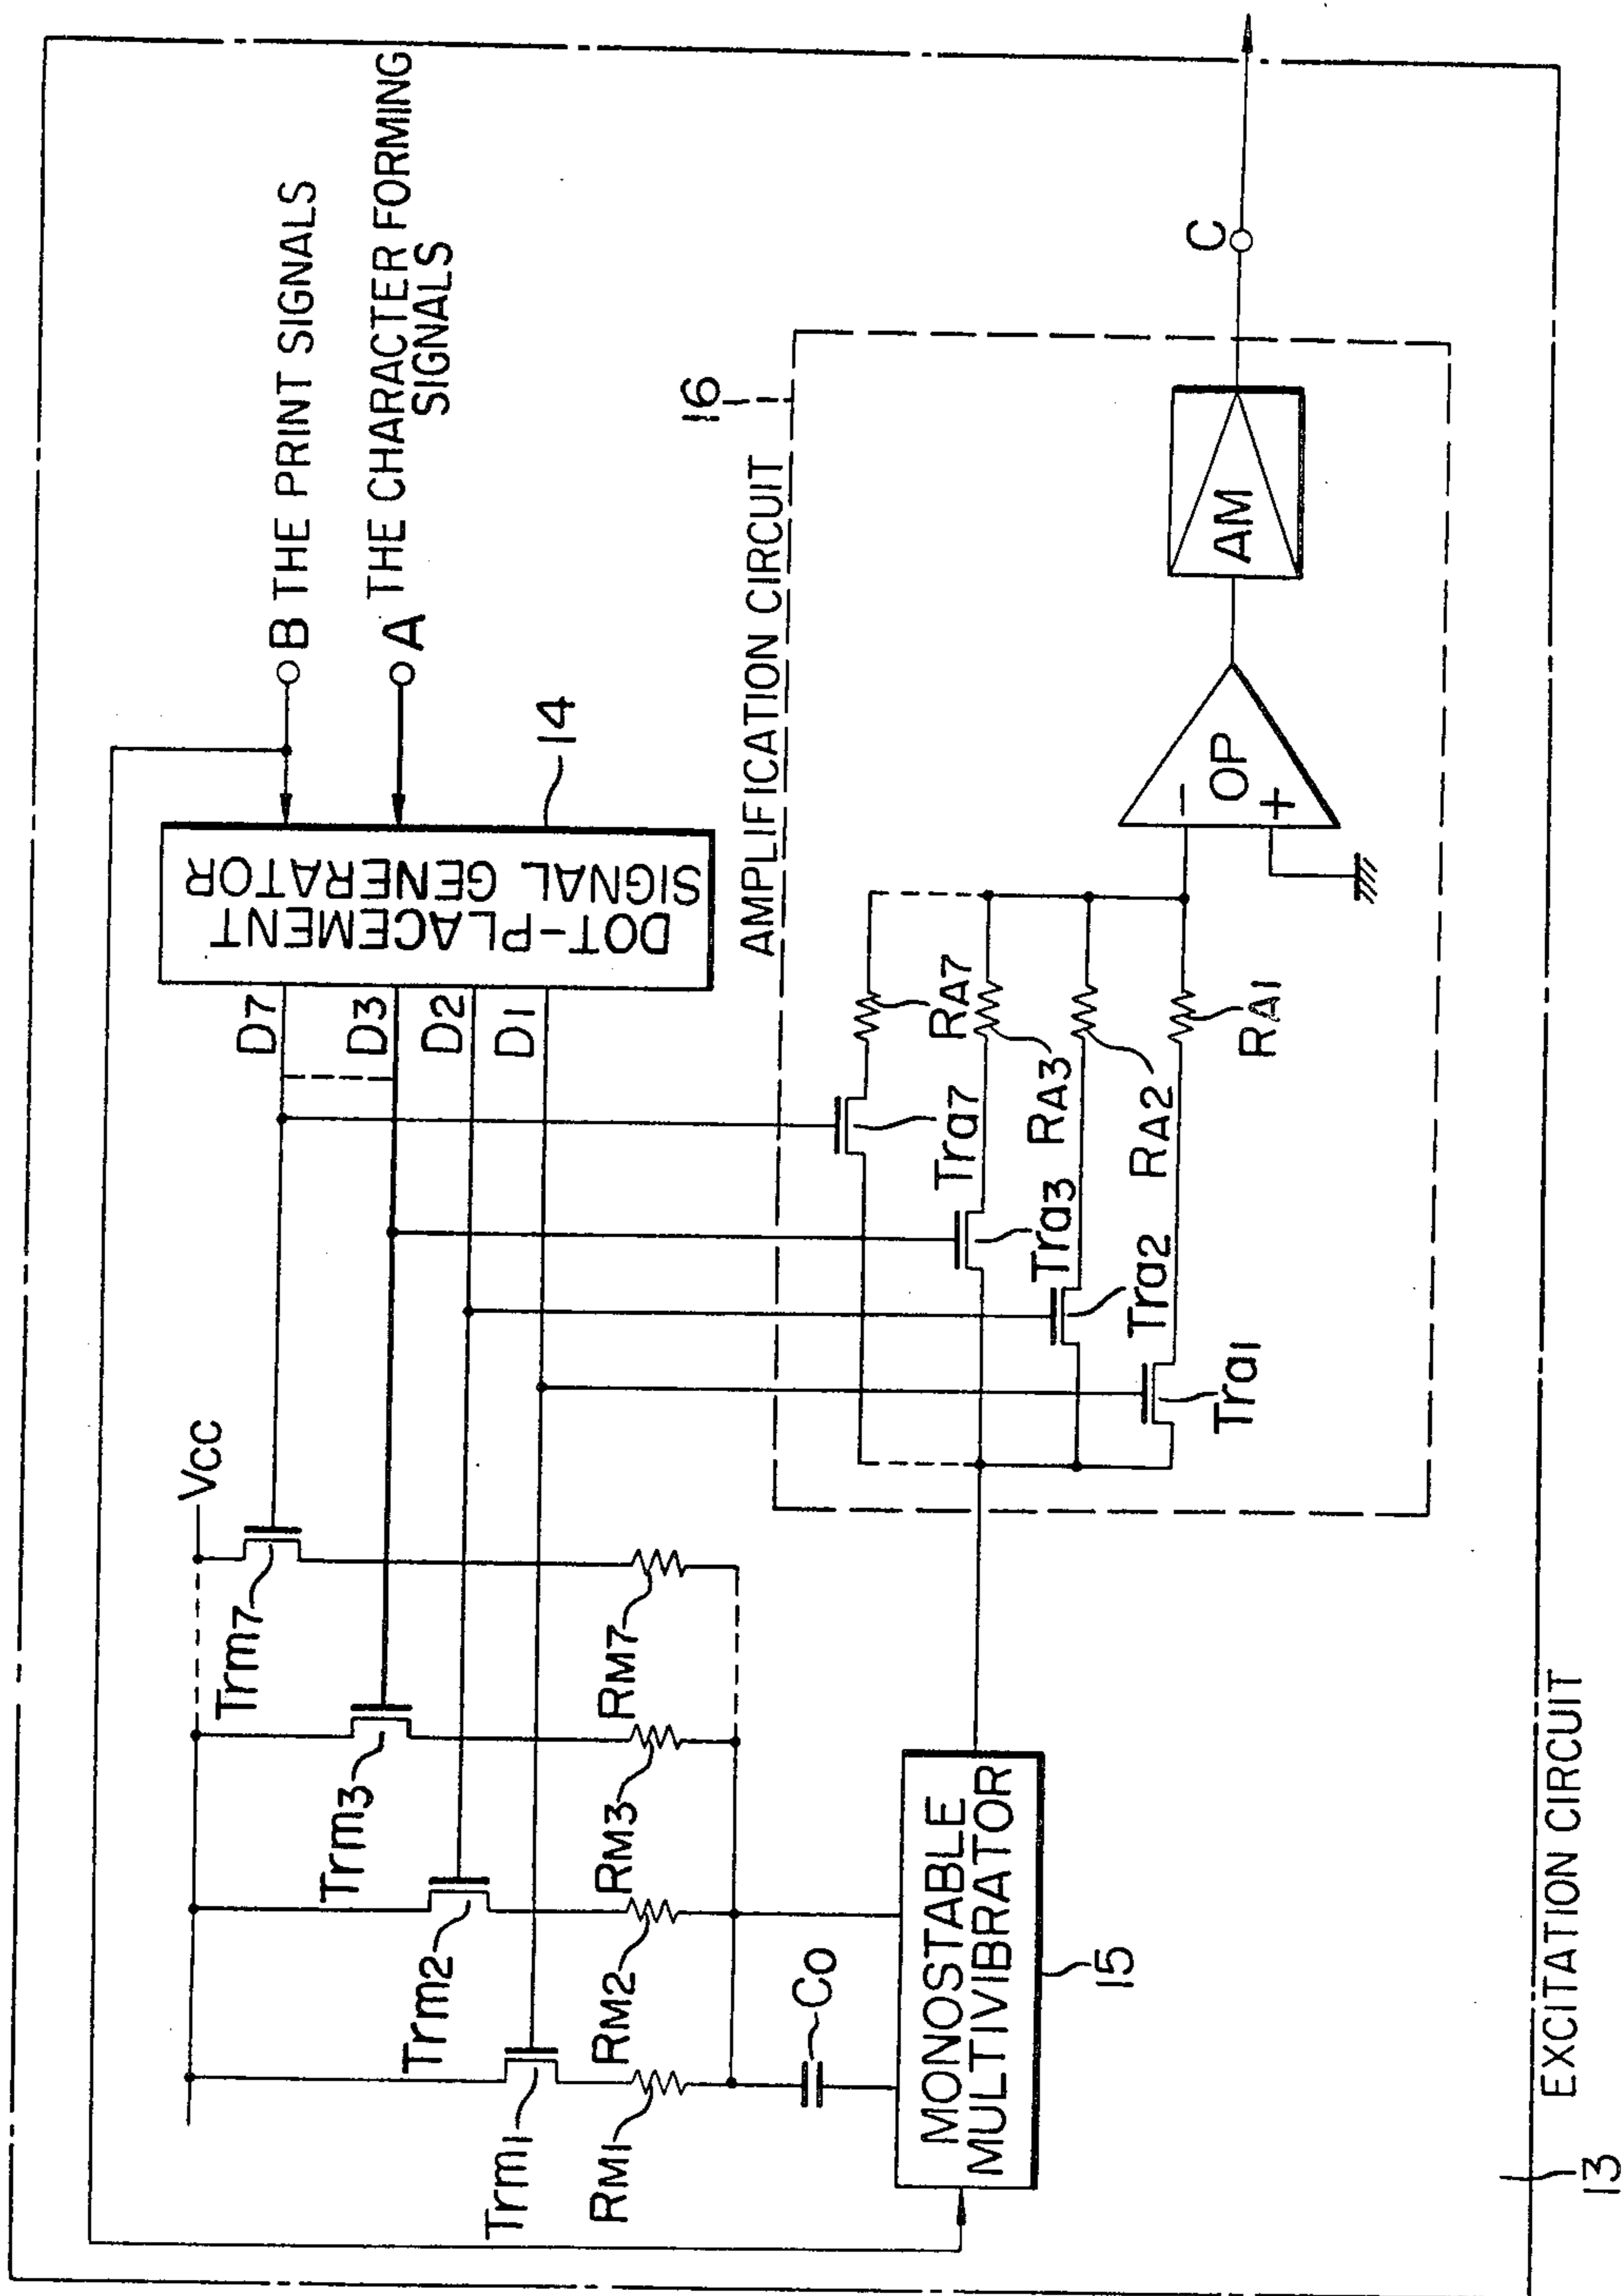 B THE PRINT SIGNALS
A THE CHARACTER FORMING
SIGNALS
DOT-PLACEMENT
SIGNAL GENERATOR
14
D7
D3
D2
D1
Vcc
Trm7
Trm3
Trm2
Trm1
RM7
RM3
RM2
RM1
Co
MONOSTABLE
MULTIVIBRATOR
15
AMPLIFICATION CIRCUIT
16
Tra7
Tra3
Tra2
Tra1
RA7
RA3
RA2
RA1
−
OP
+
AM
C
EXCITATION CIRCUIT
13